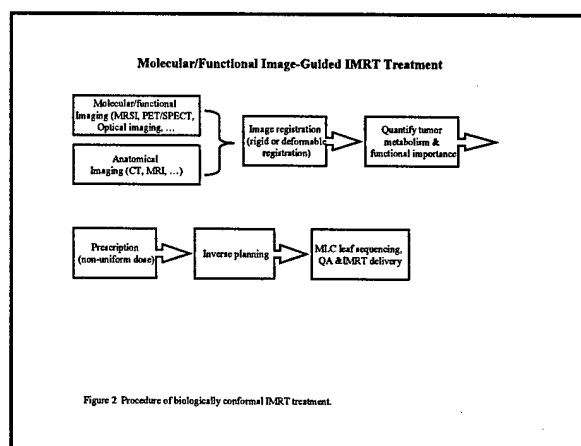 Molecular/Functional Image-Guided IMRT Treatment
Molecular/functional
Imaging (MRSI, PET/SPECT,
Optical imaging, ...
Anatomical
Imaging (CT, MRI, ...)
Image registration
(rigid or deformable
registration)
Quantify tumor
metabolism &
functional importance
Prescription
(non-uniform dose)
Inverse planning
MLC leaf sequencing,
QA &IMRT delivery
Figure 2 Procedure of biologically conformal IMRT treatment.